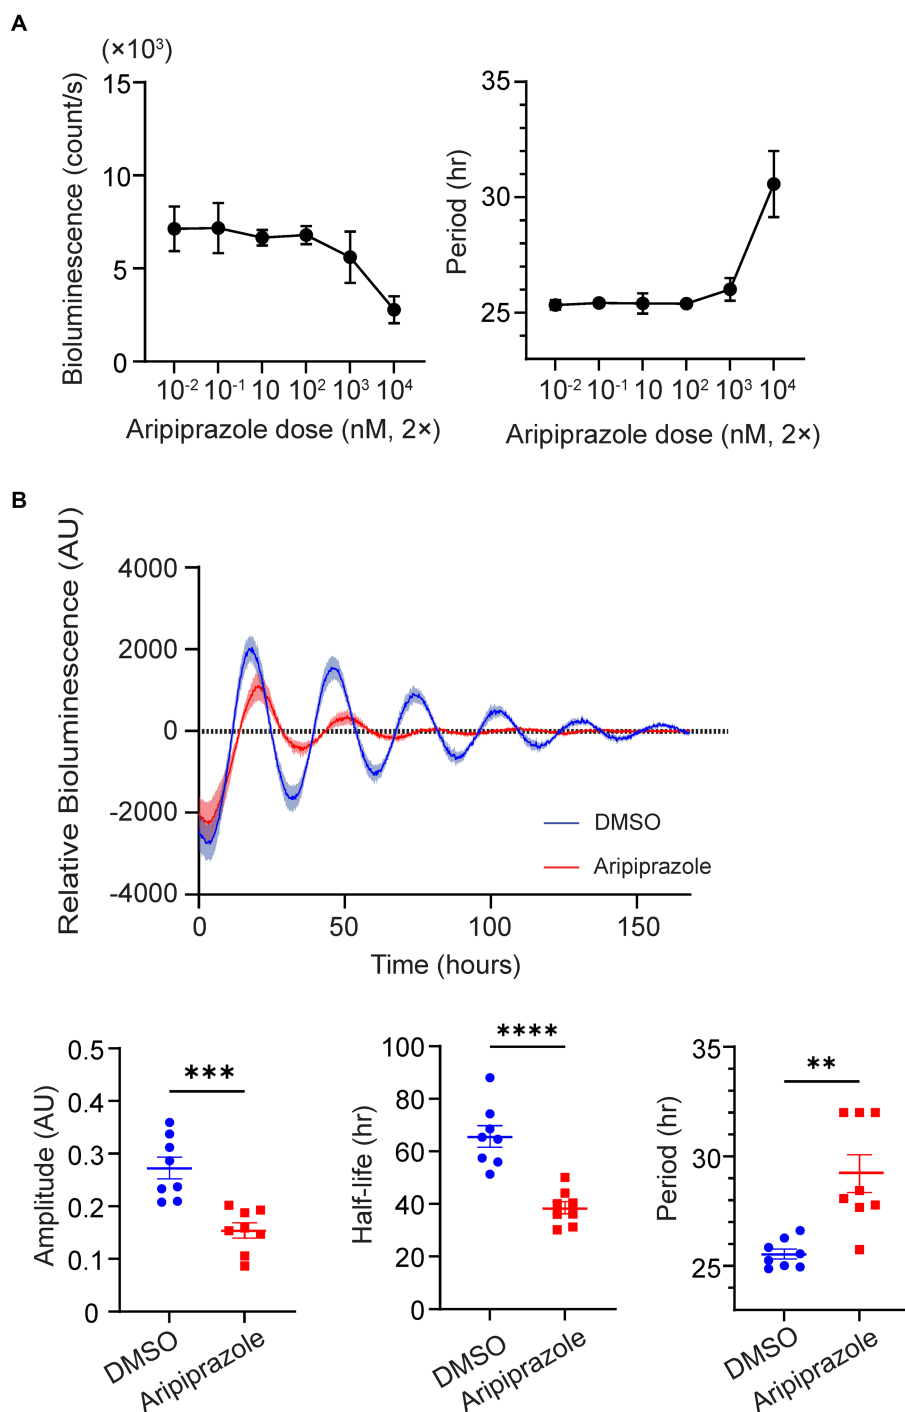 A
(×10³)
Bioluminescence (count/s)
15
10
5
0
10⁻² 10⁻¹ 10 10² 10³ 10⁴
Aripiprazole dose (nM, 2×)
Period (hr)
35
30
25
10⁻² 10⁻¹ 10 10² 10³ 10⁴
Aripiprazole dose (nM, 2×)
B
Relative Bioluminescence (AU)
4000
2000
0
-2000
-4000
0 50 100 150
Time (hours)
DMSO
Aripiprazole
Amplitude (AU)
0.5
0.4
0.3
0.2
0.1
0
***
DMSO
Aripiprazole
Half-life (hr)
100
80
60
40
20
0
****
DMSO
Aripiprazole
Period (hr)
35
30
25
**
DMSO
Aripiprazole